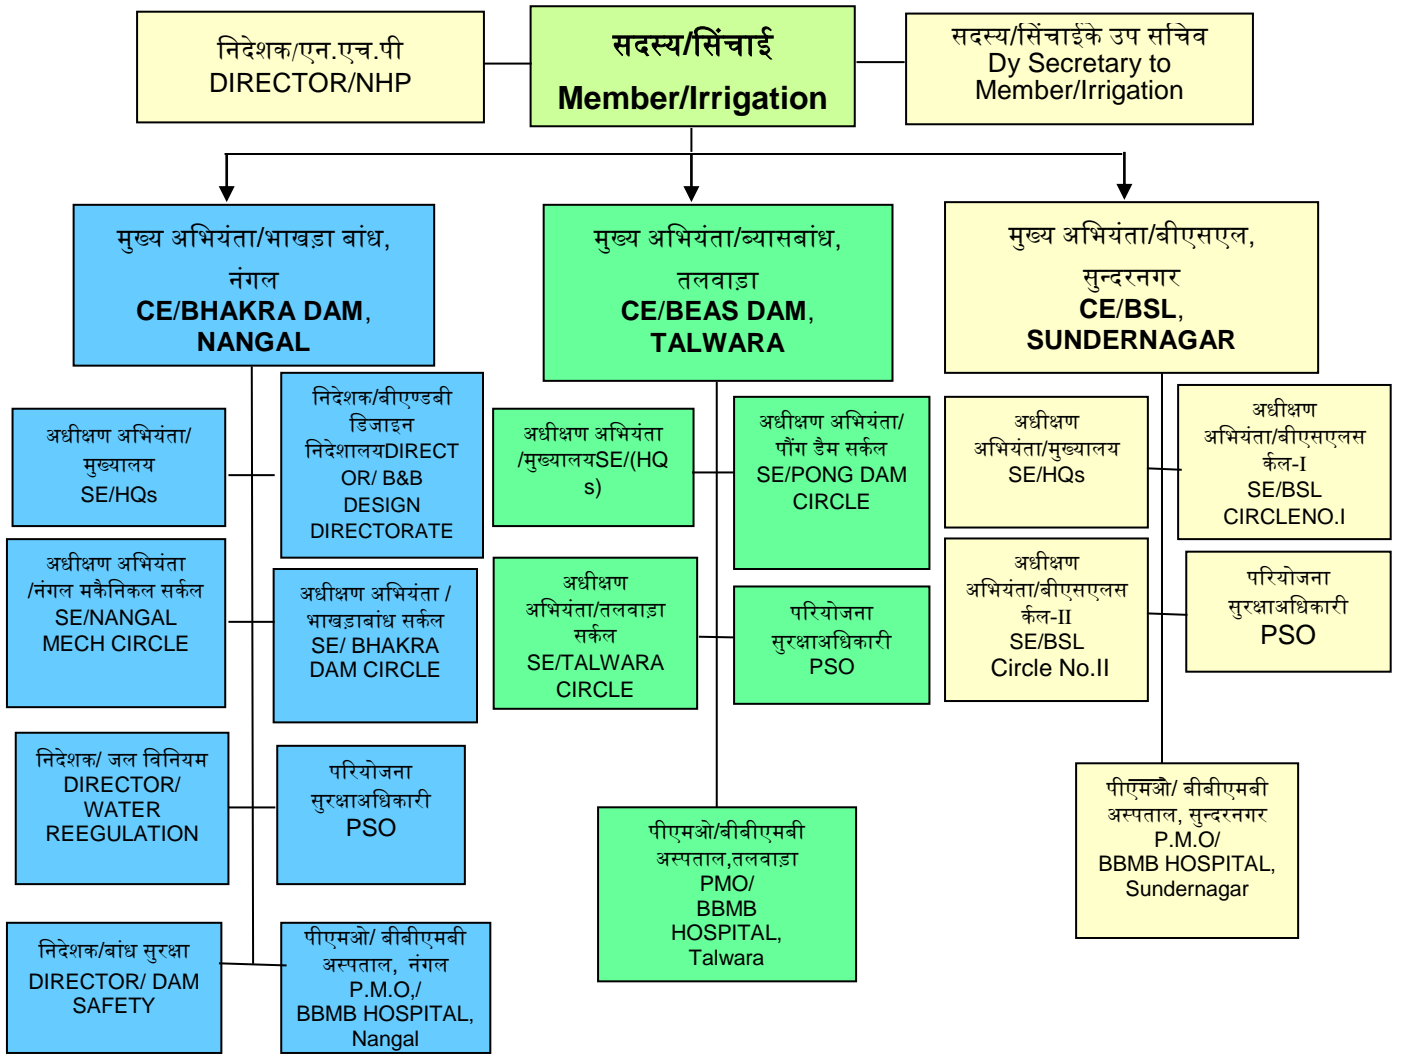 निदेशक/एन.एच.पी
DIRECTOR/NHP
सदस्य/सिंचाई
Member/Irrigation
सदस्य/सिंचाईके उप सचिव
Dy Secretary to
Member/Irrigation
मुख्य अभियंता/भाखड़ा बांध,
नंगल
CE/BHAKRA DAM,
NANGAL
मुख्य अभियंता/ब्यासबांध,
तलवाड़ा
CE/BEAS DAM,
TALWARA
मुख्य अभियंता/बीएसएल,
सुन्दरनगर
CE/BSL,
SUNDERNAGAR
अधीक्षण अभियंता/
मुख्यालय
SE/HQs
निदेशक/बीएण्डबी
डिजाइन
निदेशालयDIRECT
OR/ B&B
DESIGN
DIRECTORATE
अधीक्षण अभियंता
/मुख्यालयSE/(HQ
s)
अधीक्षण अभियंता/
पौंग डैम सर्कल
SE/PONG DAM
CIRCLE
अधीक्षण
अभियंता/मुख्यालय
SE/HQs
अधीक्षण
अभियंता/बीएसएलस
र्कल-I
SE/BSL
CIRCLENO.I
अधीक्षण अभियंता
/नंगल मकैनिकल सर्कल
SE/NANGAL
MECH CIRCLE
अधीक्षण अभियंता /
भाखड़ाबांध सर्कल
SE/ BHAKRA
DAM CIRCLE
अधीक्षण
अभियंता/तलवाड़ा
सर्कल
SE/TALWARA
CIRCLE
परियोजना
सुरक्षाअधिकारी
PSO
अधीक्षण
अभियंता/बीएसएलस
र्कल-II
SE/BSL
Circle No.II
परियोजना
सुरक्षाअधिकारी
PSO
निदेशक/ जल विनियम
DIRECTOR/
WATER
REEGULATION
परियोजना
सुरक्षाअधिकारी
PSO
पीएमओ/बीबीएमबी
अस्पताल,तलवाड़ा
PMO/
BBMB
HOSPITAL,
Talwara
पीएमओ/ बीबीएमबी
अस्पताल, सुन्दरनगर
P.M.O/
BBMB HOSPITAL,
Sundernagar
निदेशक/बांध सुरक्षा
DIRECTOR/ DAM
SAFETY
पीएमओ/ बीबीएमबी
अस्पताल, नंगल
P.M.O,/
BBMB HOSPITAL,
Nangal